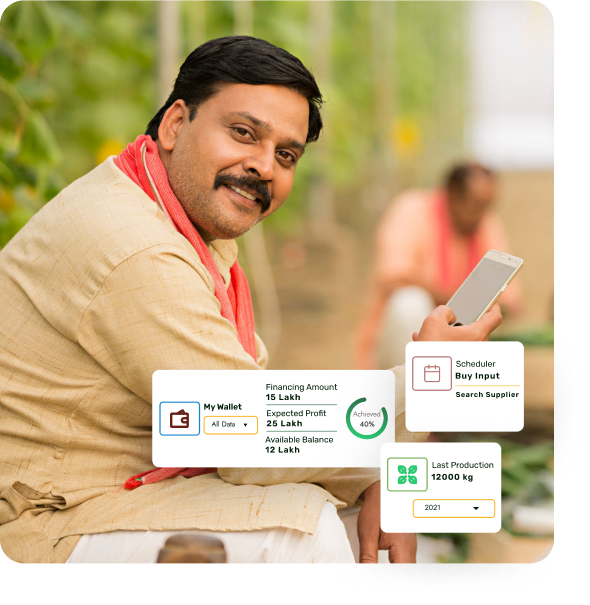 Scheduler
Buy Input
Search Supplier
My Wallet
All Data
Financing Amount
15 Lakh
Expected Profit
25 Lakh
Available Balance
12 Lakh
Achieved
40%
Last Production
12000 kg
2021